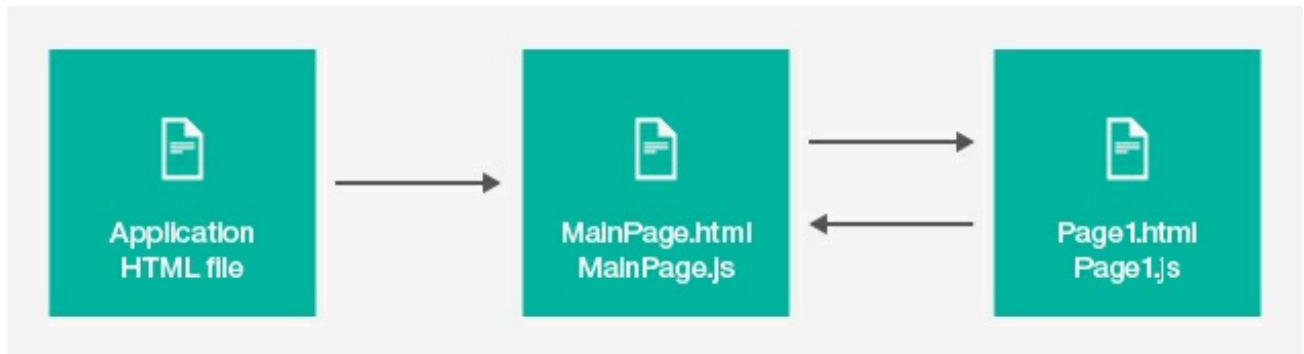 Application
HTML file
MainPage.html
MainPage.js
Page1.html
Page1.js